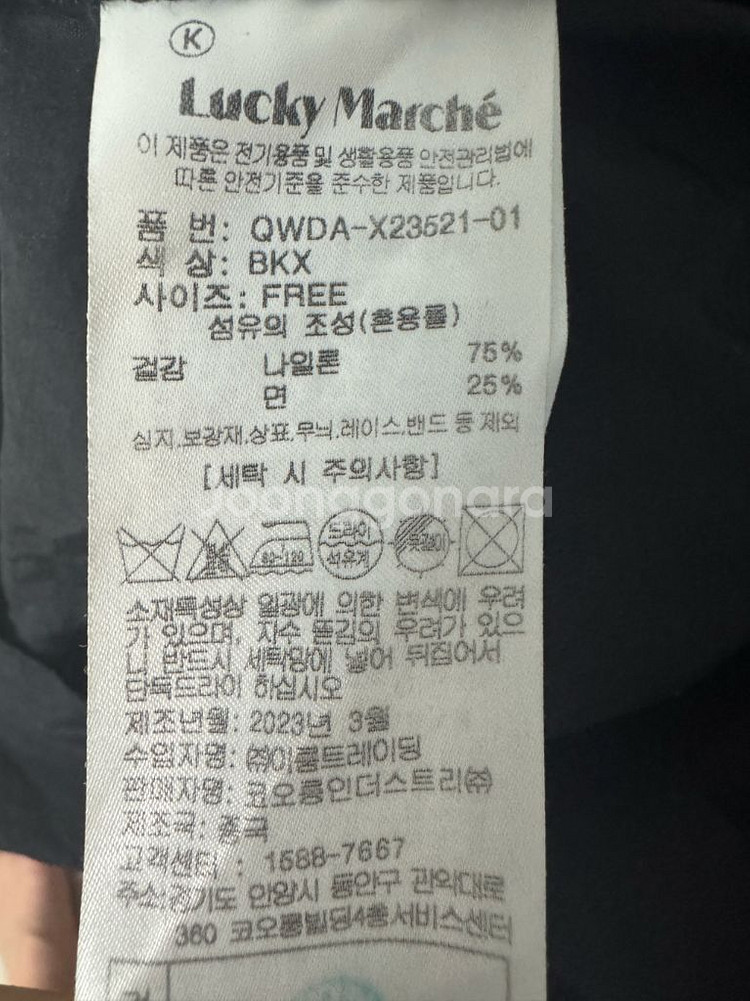 K
Lucky Marché
이 제품은 전기용품및 생활용품 안전관리법에
따른 안전기준을 준수한 제품입니다.
품 번: QWDA-X23521-01
색 상: BKX
사이즈: FREE
섬유의 조성(혼용률)
겉감 나일론 75%
면 25%
심지,보강재,상표,무늬,레이스,밴드 등 제외
[세탁 시 주의사항]
joonggonara
80~120
드라이
석유계
옷걸이
소재특성상 일광에 의한 변색에 우려
가 있으며, 자수 뜯김의 우려가 있으
니 반드시 세탁망에 넣어 뒤집어서
단독드라이 하십시오
제조년월: 2023년 3월
수입자명: ㈜이룸트레이딩
판매자명: 코오롱인더스트리㈜
제조국: 중국
고객센터 : 1588-7667
주소:경기도 안양시 동안구 관악대로
360 코오롱빌딩4층서비스센터